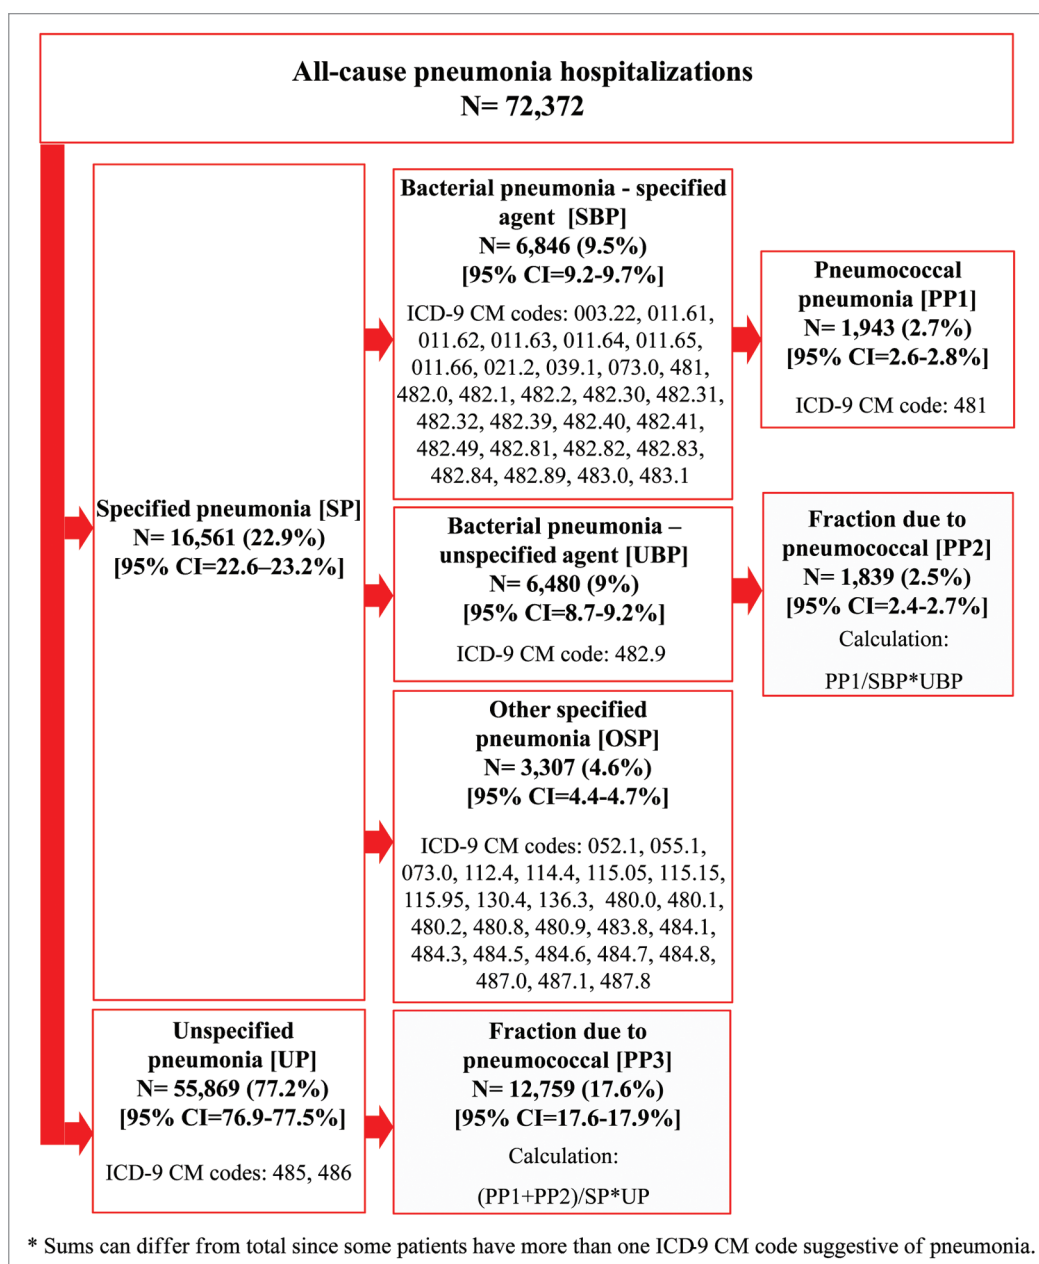 All-cause pneumonia hospitalizations
N= 72,372
Specified pneumonia [SP]
N= 16,561 (22.9%)
[95% CI=22.6–23.2%]
Bacterial pneumonia - specified
agent  [SBP]
N= 6,846 (9.5%)
[95% CI=9.2-9.7%]
ICD-9 CM codes: 003.22, 011.61,
011.62, 011.63, 011.64, 011.65,
011.66, 021.2, 039.1, 073.0, 481,
482.0, 482.1, 482.2, 482.30, 482.31,
482.32, 482.39, 482.40, 482.41,
482.49, 482.81, 482.82, 482.83,
482.84, 482.89, 483.0, 483.1
Pneumococcal
pneumonia [PP1]
N= 1,943 (2.7%)
[95% CI=2.6-2.8%]
ICD-9 CM code: 481
Bacterial pneumonia –
unspecified agent [UBP]
N= 6,480 (9%)
[95% CI=8.7-9.2%]
ICD-9 CM code: 482.9
Fraction due to
pneumococcal [PP2]
N= 1,839 (2.5%)
[95% CI=2.4-2.7%]
Calculation:
PP1/SBP*UBP
Other specified
pneumonia [OSP]
N= 3,307 (4.6%)
[95% CI=4.4-4.7%]
ICD-9 CM codes: 052.1, 055.1,
073.0, 112.4, 114.4, 115.05, 115.15,
115.95, 130.4, 136.3,  480.0, 480.1,
480.2, 480.8, 480.9, 483.8, 484.1,
484.3, 484.5, 484.6, 484.7, 484.8,
487.0, 487.1, 487.8
Unspecified
pneumonia [UP]
N= 55,869 (77.2%)
[95% CI=76.9-77.5%]
ICD-9 CM codes: 485, 486
Fraction due to
pneumococcal [PP3]
N= 12,759 (17.6%)
[95% CI=17.6-17.9%]
Calculation:
(PP1+PP2)/SP*UP
* Sums can differ from total since some patients have more than one ICD-9 CM code suggestive of pneumonia.